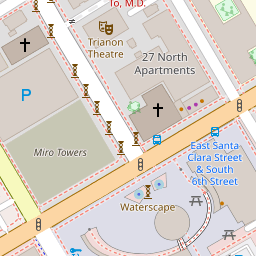 To, M.D.
Trianon
Theatre
27 North
Apartments
P
Miro Towers
East Santa
Clara Street
& South
6th Street
Waterscape